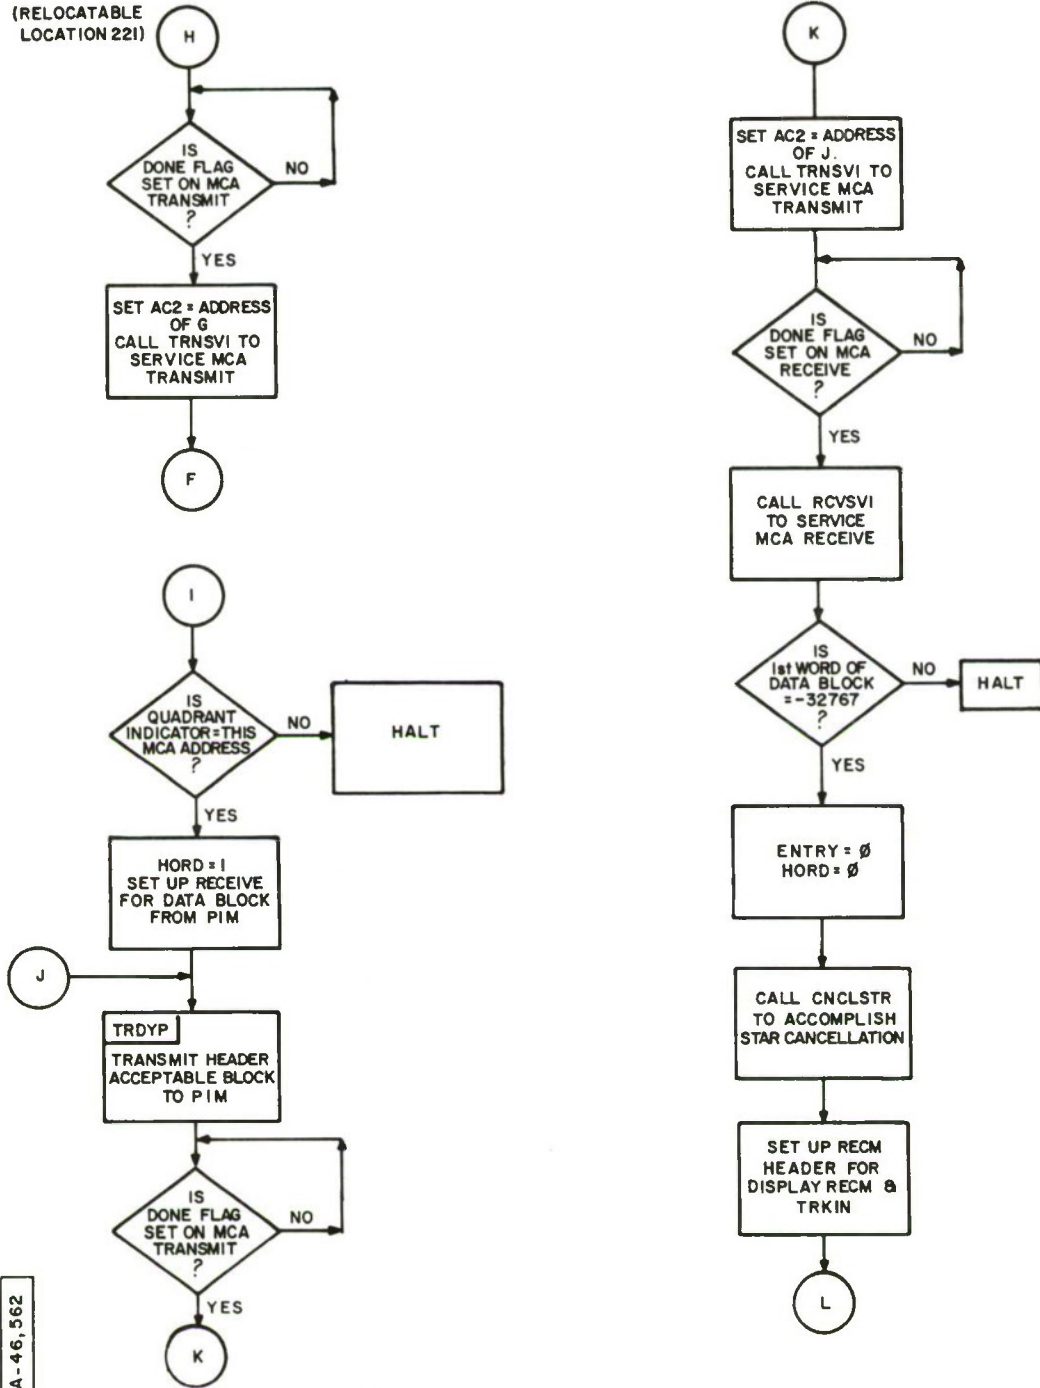 (RELOCATABLE
LOCATION 221)
H
IS
DONE FLAG
SET ON MCA
TRANSMIT
?
NO
YES
SET AC2 = ADDRESS
OF G
CALL TRNSVI TO
SERVICE MCA
TRANSMIT
F
I
IS
QUADRANT
INDICATOR=THIS
MCA ADDRESS
?
NO
HALT
YES
HORD = 1
SET UP RECEIVE
FOR DATA BLOCK
FROM PIM
J
TRDYP
TRANSMIT HEADER
ACCEPTABLE BLOCK
TO PIM
IS
DONE FLAG
SET ON MCA
TRANSMIT
?
NO
YES
K
A-46,562
K
SET AC2 = ADDRESS
OF J.
CALL TRNSVI TO
SERVICE MCA
TRANSMIT
IS
DONE FLAG
SET ON MCA
RECEIVE
?
NO
YES
CALL RCVSVI
TO SERVICE
MCA RECEIVE
IS
1st WORD OF
DATA BLOCK
=-32767
?
NO
HALT
YES
ENTRY = Ø
HORD = Ø
CALL CNCLSTR
TO ACCOMPLISH
STAR CANCELLATION
SET UP RECM
HEADER FOR
DISPLAY RECM &
TRKIN
L